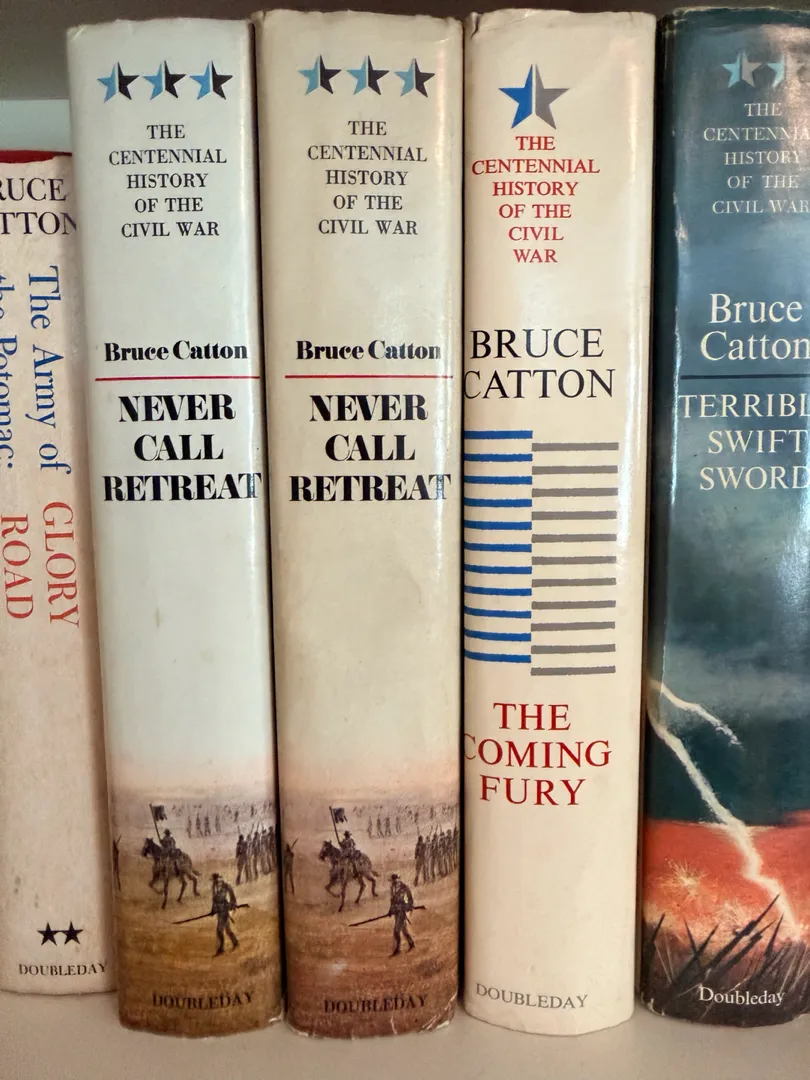 RUCE
TTON
The Army of
the Potomac:
GLORY
ROAD
DOUBLEDAY
THE
CENTENNIAL
HISTORY
OF THE
CIVIL WAR
Bruce Catton
NEVER
CALL
RETREAT
DOUBLEDAY
THE
CENTENNIAL
HISTORY
OF THE
CIVIL WAR
Bruce Catton
NEVER
CALL
RETREAT
DOUBLEDAY
THE
CENTENNIAL
HISTORY
OF THE
CIVIL
WAR
BRUCE
CATTON
THE
COMING
FURY
DOUBLEDAY
THE
CENTENNIA
HISTORY
OF THE
CIVIL WAR
Bruce
Catton
TERRIBL
SWIFT
SWORD
Doubleday